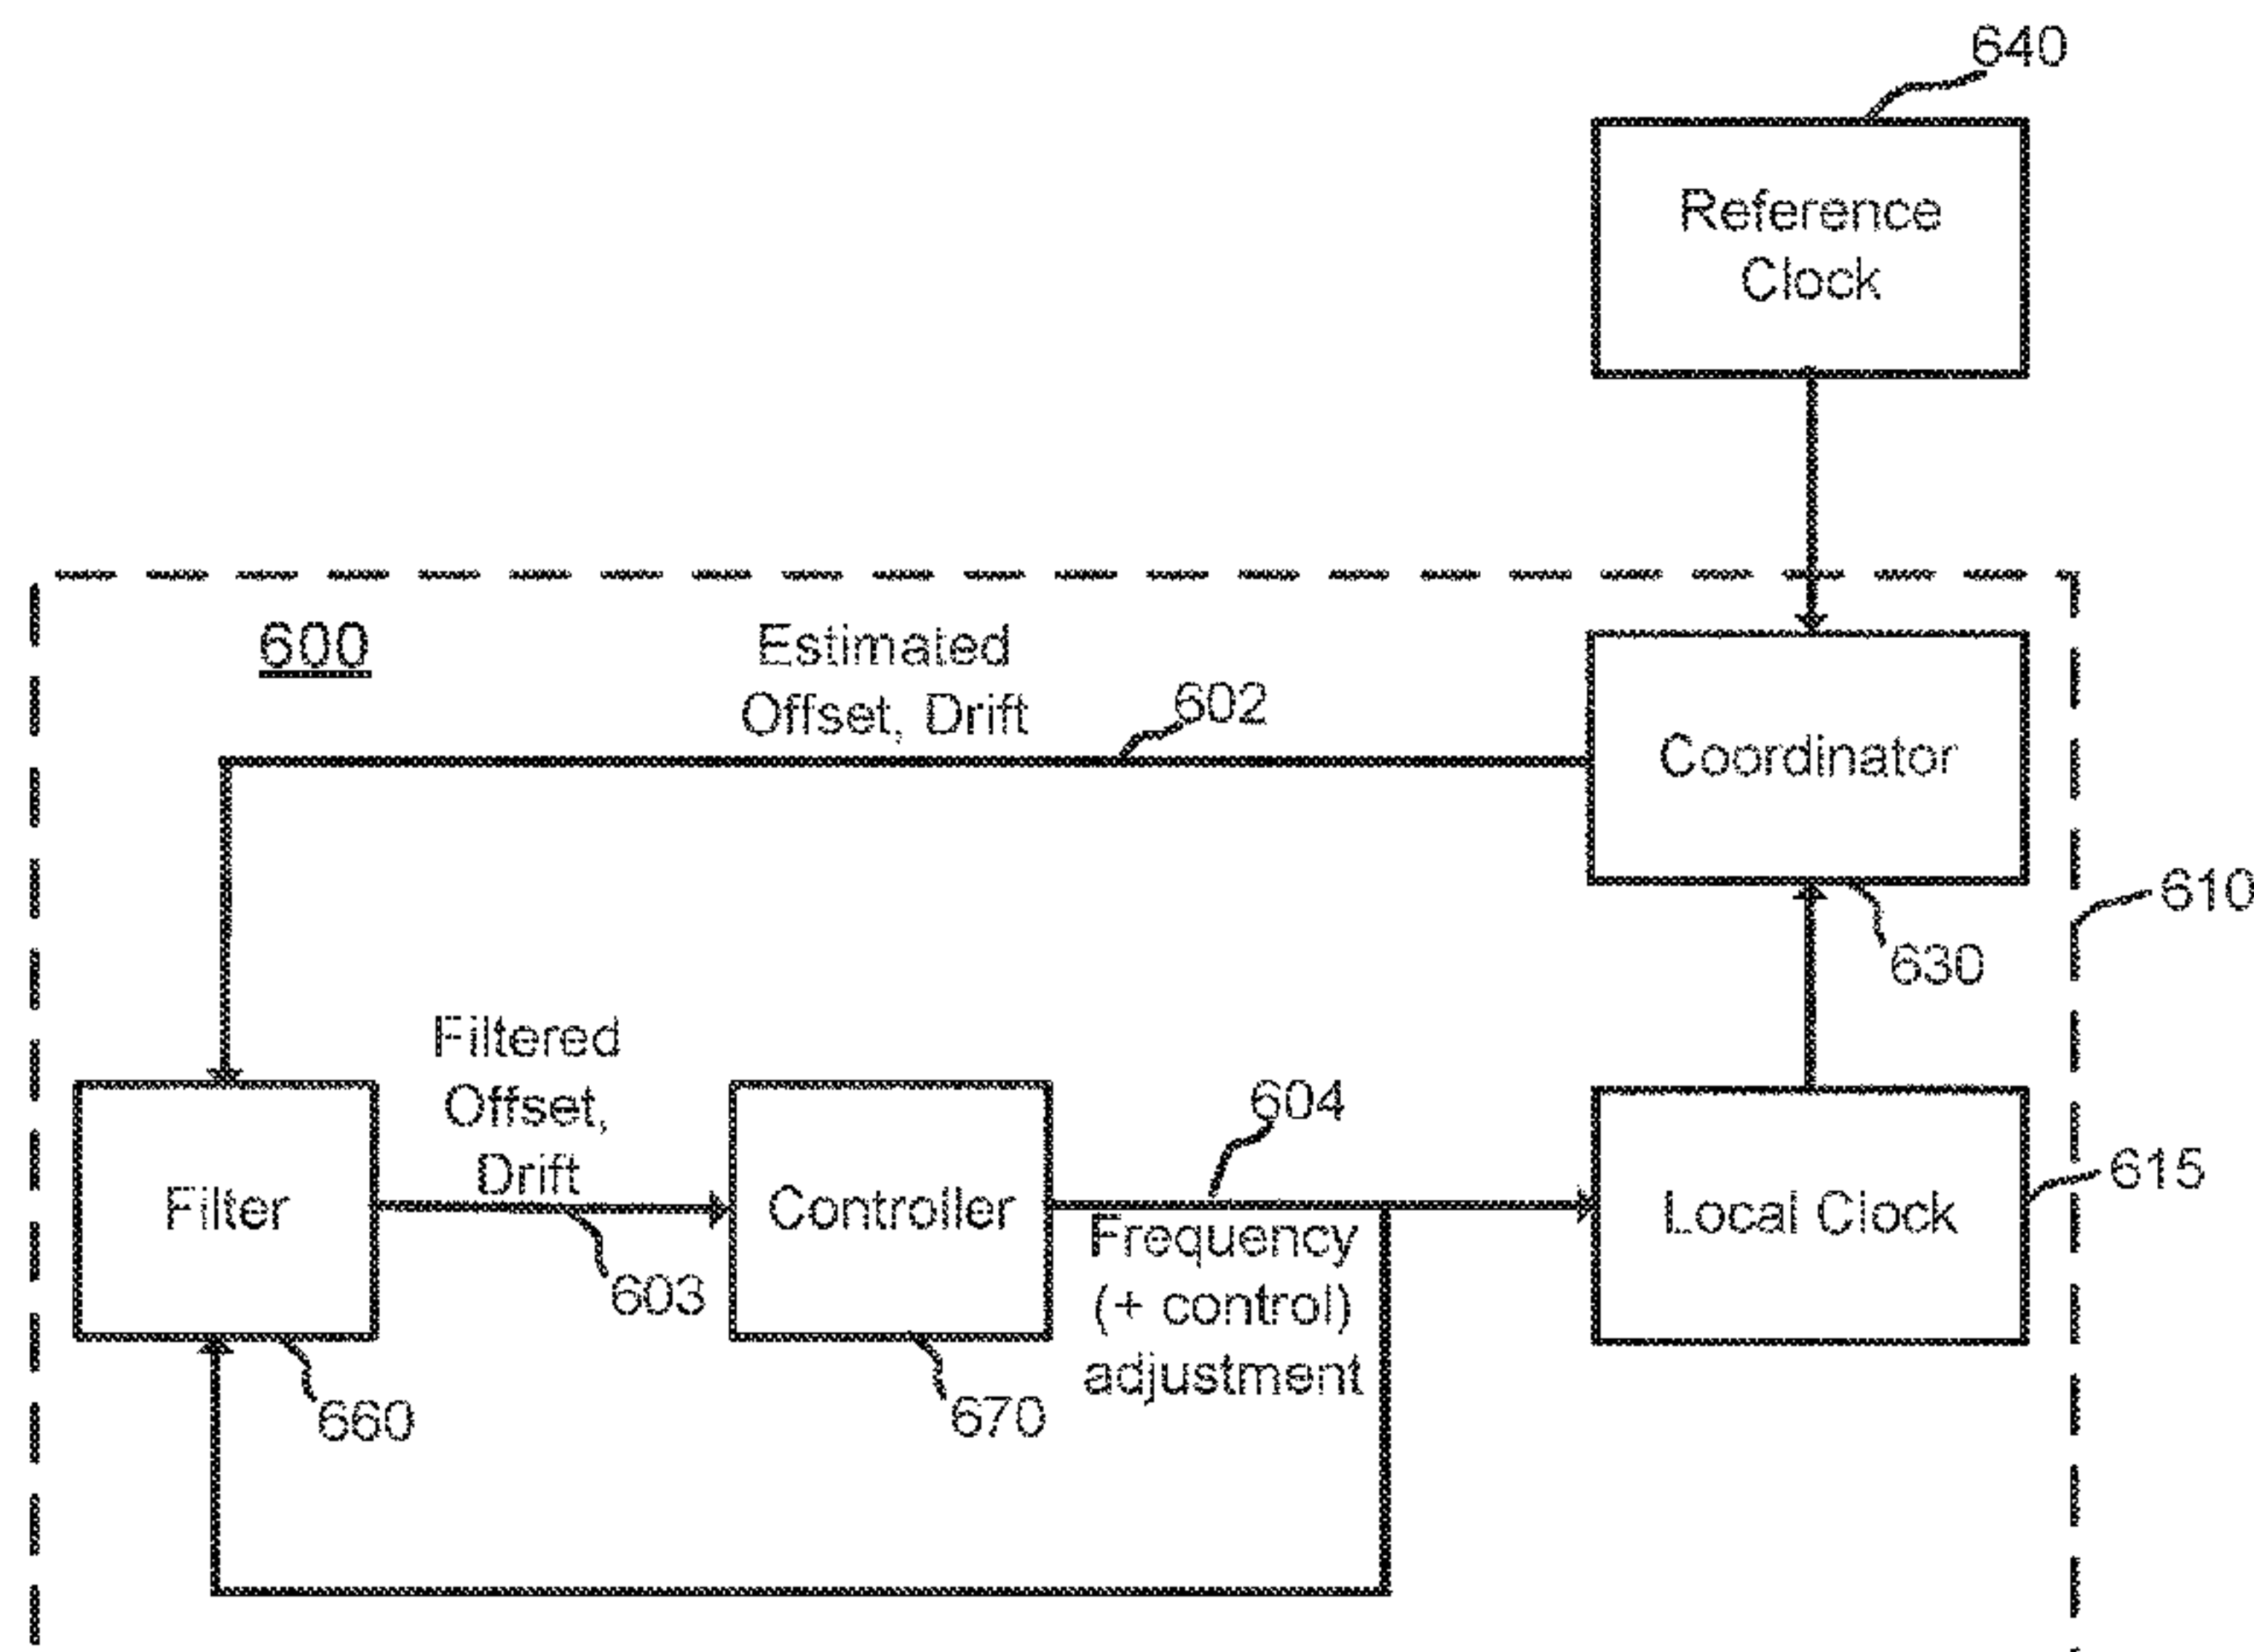 640
Reference
Clock
600
Estimated
Offset, Drift
602
Coordinator
610
630
Filtered
Offset,
Drift
604
Filter
Controller
Local Clock
615
603
Frequency
(+ control)
adjustment
660
670